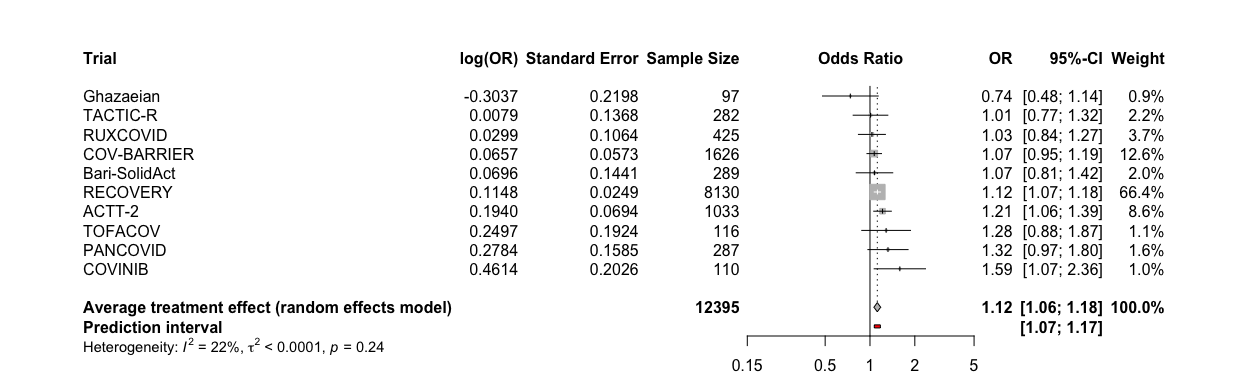 Trial log(OR) Standard Error Sample Size Odds Ratio OR 95%-CI Weight
Ghazaeian -0.3037 0.2198 97 0.74 [0.48; 1.14] 0.9%
TACTIC-R 0.0079 0.1368 282 1.01 [0.77; 1.32] 2.2%
RUXCOVID 0.0299 0.1064 425 1.03 [0.84; 1.27] 3.7%
COV-BARRIER 0.0657 0.0573 1626 1.07 [0.95; 1.19] 12.6%
Bari-SolidAct 0.0696 0.1441 289 1.07 [0.81; 1.42] 2.0%
RECOVERY 0.1148 0.0249 8130 1.12 [1.07; 1.18] 66.4%
ACTT-2 0.1940 0.0694 1033 1.21 [1.06; 1.39] 8.6%
TOFACOV 0.2497 0.1924 116 1.28 [0.88; 1.87] 1.1%
PANCOVID 0.2784 0.1585 287 1.32 [0.97; 1.80] 1.6%
COVINIB 0.4614 0.2026 110 1.59 [1.07; 2.36] 1.0%
Average treatment effect (random effects model) 12395 1.12 [1.06; 1.18] 100.0%
Prediction interval [1.07; 1.17]
Heterogeneity: I² = 22%, τ² < 0.0001, p = 0.24
0.15 0.5 1 2 5